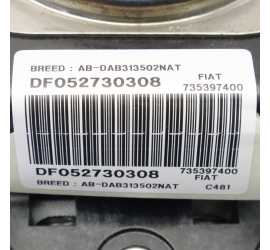 BREED : AB-DAB313502NAT
DF052730308 FIAT
735397400
DF052730308 735397400
FIAT
BREED : AB-DAB313502NAT C481